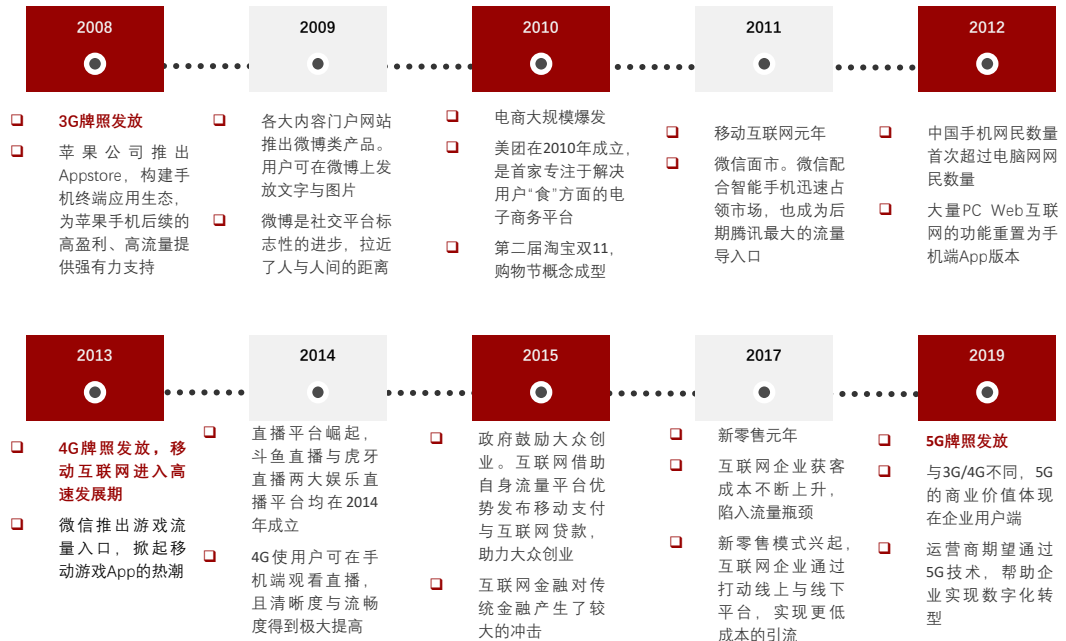 2008
3G牌照发放
苹果公司推出
Appstore，构建手
机终端应用生态，
为苹果手机后续的
高盈利、高流量提
供强有力支持
2009
各大内容门户网站
推出微博类产品。
用户可在微博上发
放文字与图片
微博是社交平台标
志性的进步，拉近
了人与人间的距离
2010
电商大规模爆发
美团在2010年成立，
是首家专注于解决
用户“食”方面的电
子商务平台
第二届淘宝双11，
购物节概念成型
2011
移动互联网元年
微信面市。微信配
合智能手机迅速占
领市场，也成为后
期腾讯最大的流量
导入口
2012
中国手机网民数量
首次超过电脑网网
民数量
大量PC Web互联
网的功能重置为手
机端App版本
2013
4G牌照发放，移
动互联网进入高
速发展期
微信推出游戏流
量入口，掀起移
动游戏App的热潮
2014
直播平台崛起，
斗鱼直播与虎牙
直播两大娱乐直
播平台均在2014
年成立
4G使用户可在手
机端观看直播，
且清晰度与流畅
度得到极大提高
2015
政府鼓励大众创
业。互联网借助
自身流量平台优
势发布移动支付
与互联网贷款，
助力大众创业
互联网金融对传
统金融产生了较
大的冲击
2017
新零售元年
互联网企业获客
成本不断上升，
陷入流量瓶颈
新零售模式兴起，
互联网企业通过
打动线上与线下
平台，实现更低
成本的引流
2019
5G牌照发放
与3G/4G不同，5G
的商业价值体现
在企业用户端
运营商期望通过
5G技术，帮助企
业实现数字化转
型